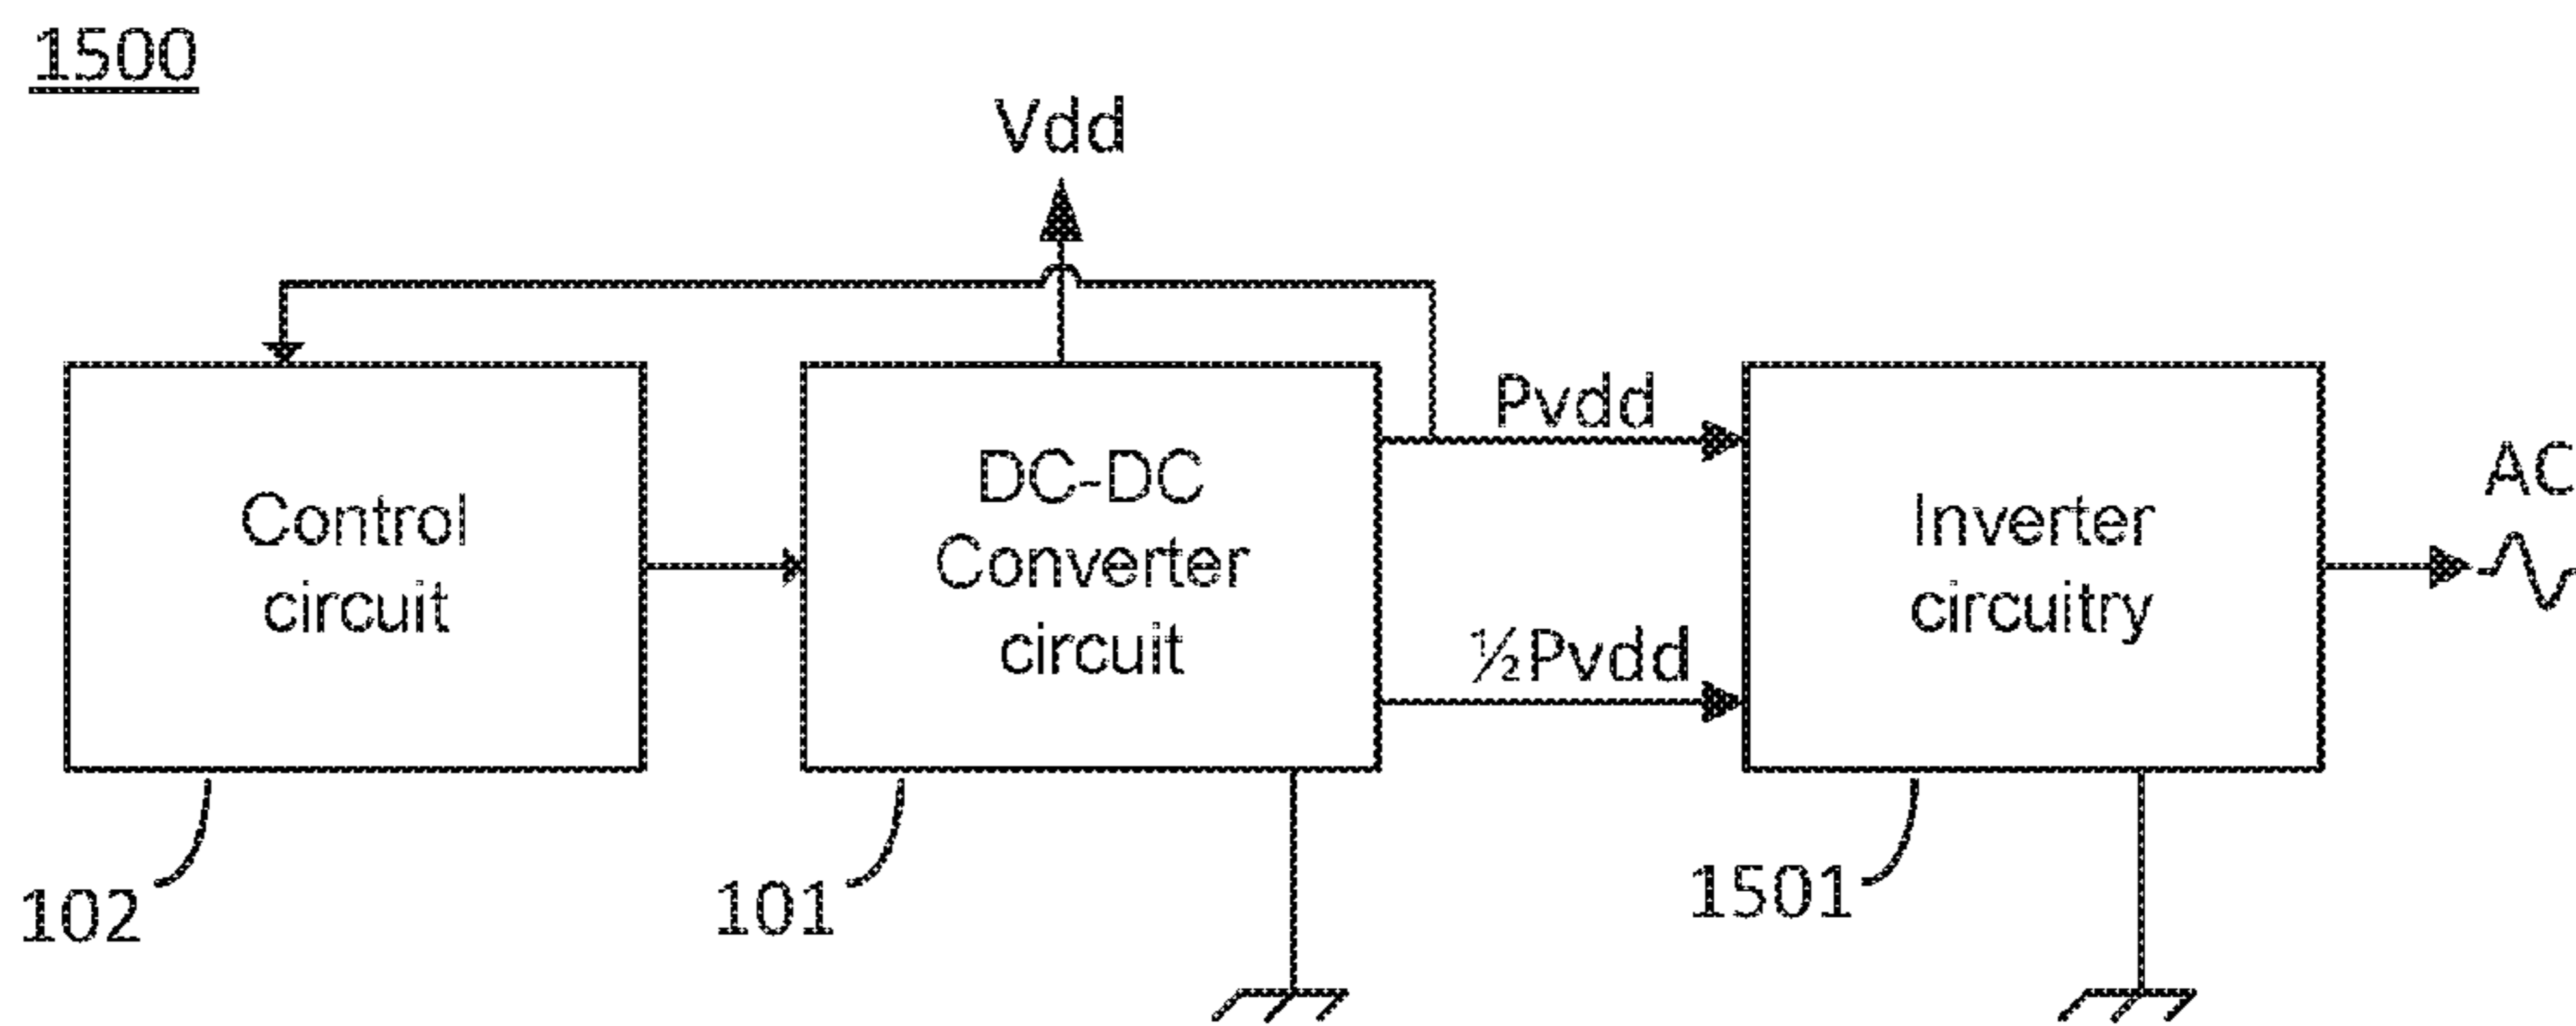 1500
Vdd
Control
circuit
DC-DC
Converter
circuit
Pvdd
½Pvdd
Inverter
circuitry
AC
102
101
1501